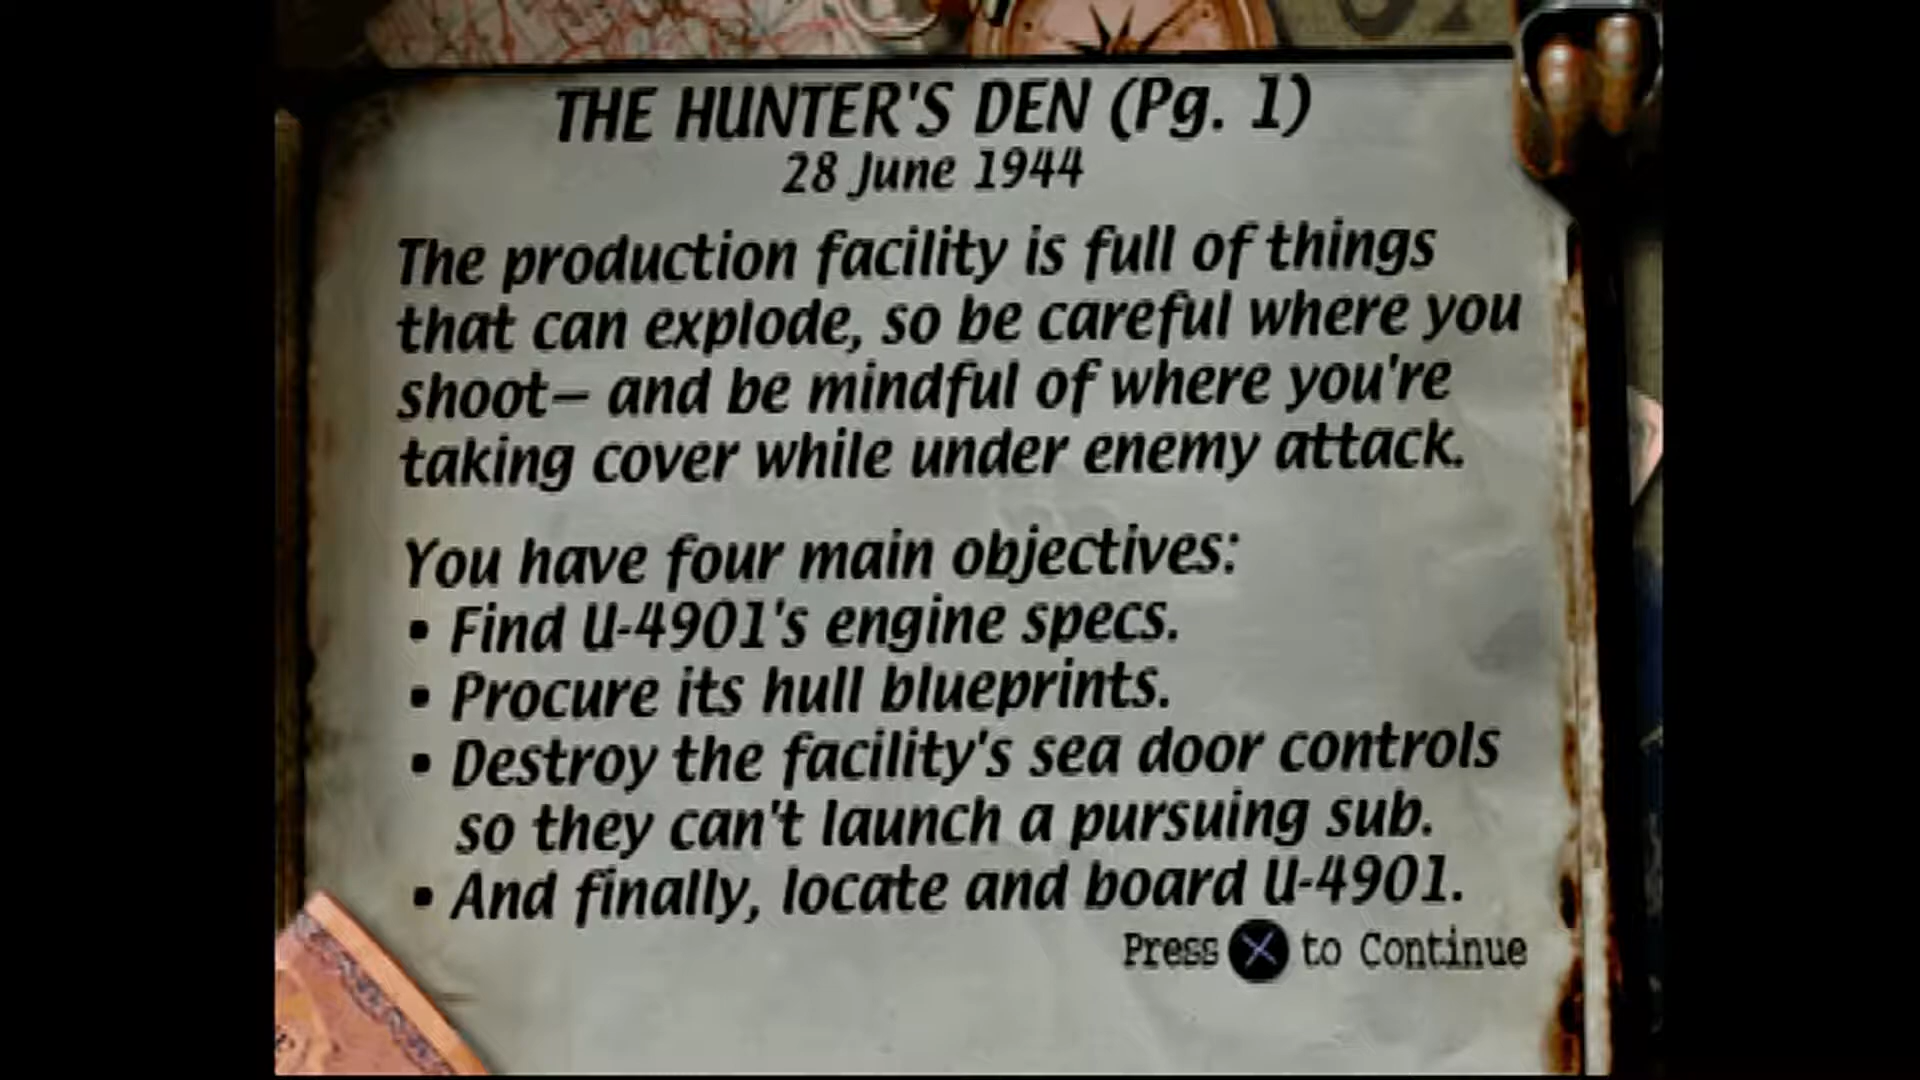 THE HUNTER'S DEN (Pg. 1)
28 June 1944
The production facility is full of things
that can explode, so be careful where you
shoot— and be mindful of where you're
taking cover while under enemy attack.
You have four main objectives:
• Find U-4901's engine specs.
• Procure its hull blueprints.
• Destroy the facility's sea door controls
so they can't launch a pursuing sub.
• And finally, locate and board U-4901.
Press X to Continue